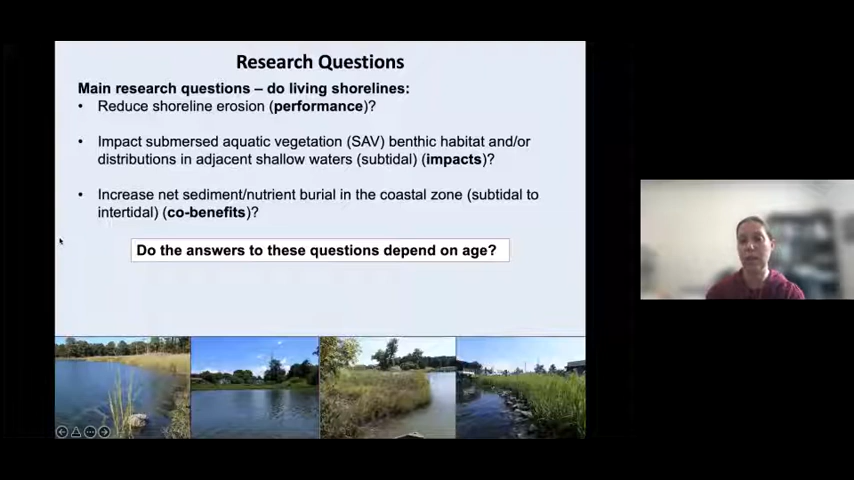 Research Questions
Main research questions – do living shorelines:
• Reduce shoreline erosion (performance)?
• Impact submersed aquatic vegetation (SAV) benthic habitat and/or
distributions in adjacent shallow waters (subtidal) (impacts)?
• Increase net sediment/nutrient burial in the coastal zone (subtidal to
intertidal) (co-benefits)?
Do the answers to these questions depend on age?